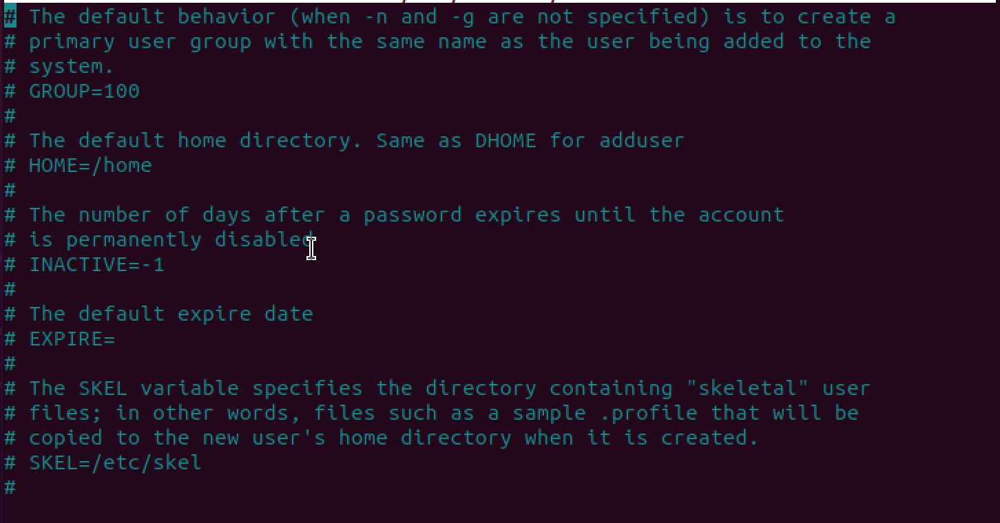 # The default behavior (when -n and -g are not specified) is to create a
# primary user group with the same name as the user being added to the
# system.
# GROUP=100
#
# The default home directory. Same as DHOME for adduser
# HOME=/home
#
# The number of days after a password expires until the account
# is permanently disabled
# INACTIVE=-1
#
# The default expire date
# EXPIRE=
#
# The SKEL variable specifies the directory containing "skeletal" user
# files; in other words, files such as a sample .profile that will be
# copied to the new user's home directory when it is created.
# SKEL=/etc/skel
#